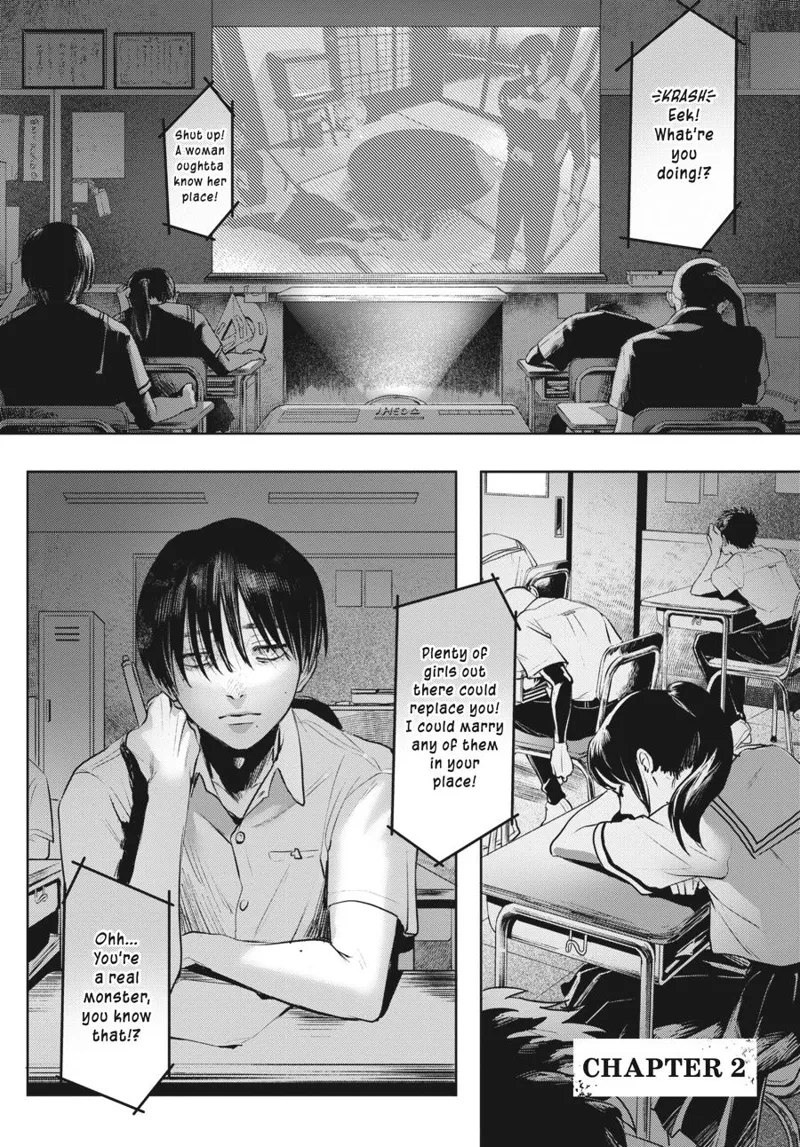 KRASH
Eek!
What're
you
doing!?
Shut up!
A woman
oughtta
know her
place!
Plenty of
girls out
there could
replace you!
I could marry
any of them
in your
place!
Ohh...
You're
a real
monster,
you know
that!?
CHAPTER 2